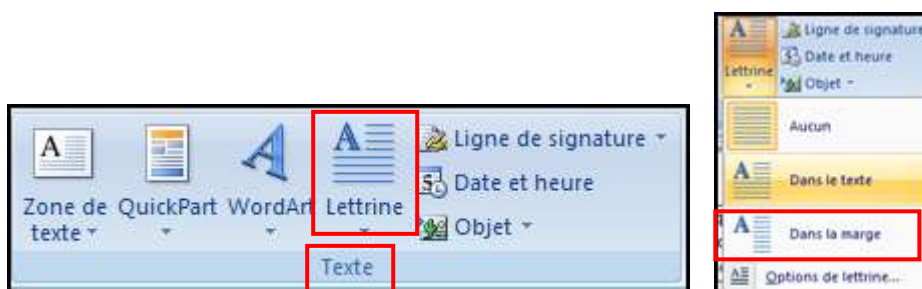 Zone de texte
QuickPart
WordArt
Lettrine
Ligne de signature
Date et heure
Objet
Texte
Ligne de signature
Date et heure
Objet
Lettrine
Aucun
Dans le texte
Dans la marge
Options de lettrine...